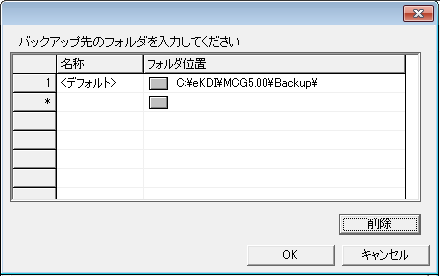 バックアップ先のフォルダを入力してください
名称 フォルダ位置
1 <デフォルト> C:¥eKDI¥MCG5.00¥Backup¥
*
削除
OK キャンセル